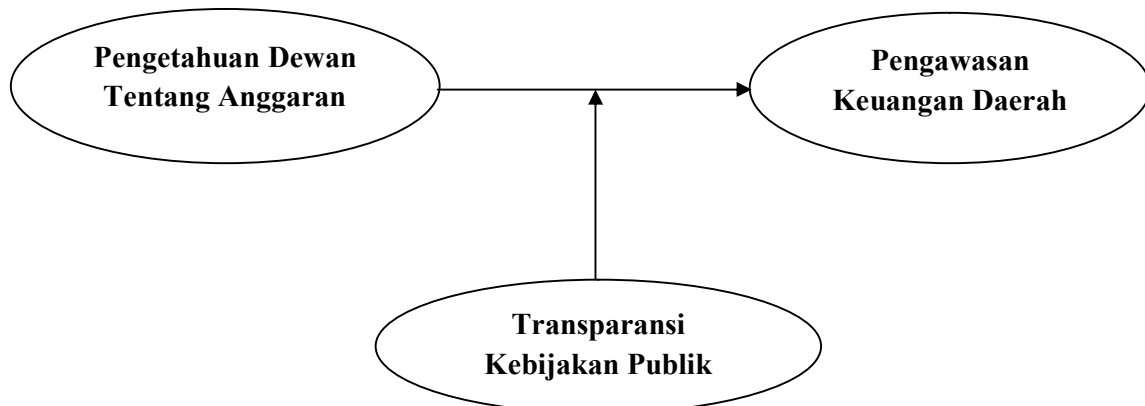 Pengetahuan Dewan
Tentang Anggaran
Pengawasan
Keuangan Daerah
Transparansi
Kebijakan Publik